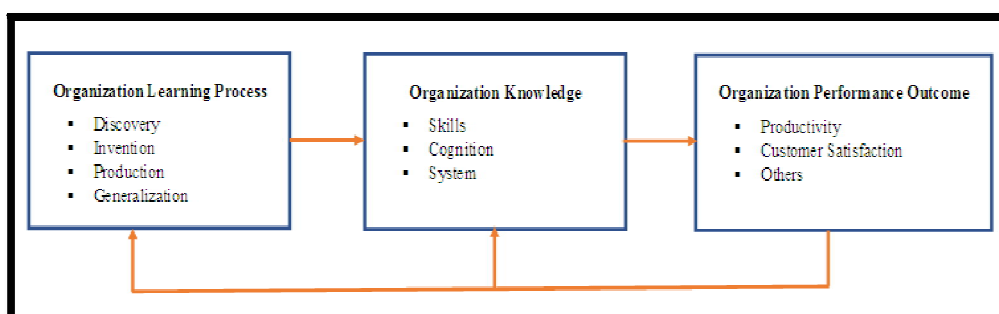 Organization Learning Process
▪ Discovery
▪ Invention
▪ Production
▪ Generalization
Organization Knowledge
▪ Skills
▪ Cognition
▪ System
Organization Performance Outcome
▪ Productivity
▪ Customer Satisfaction
▪ Others